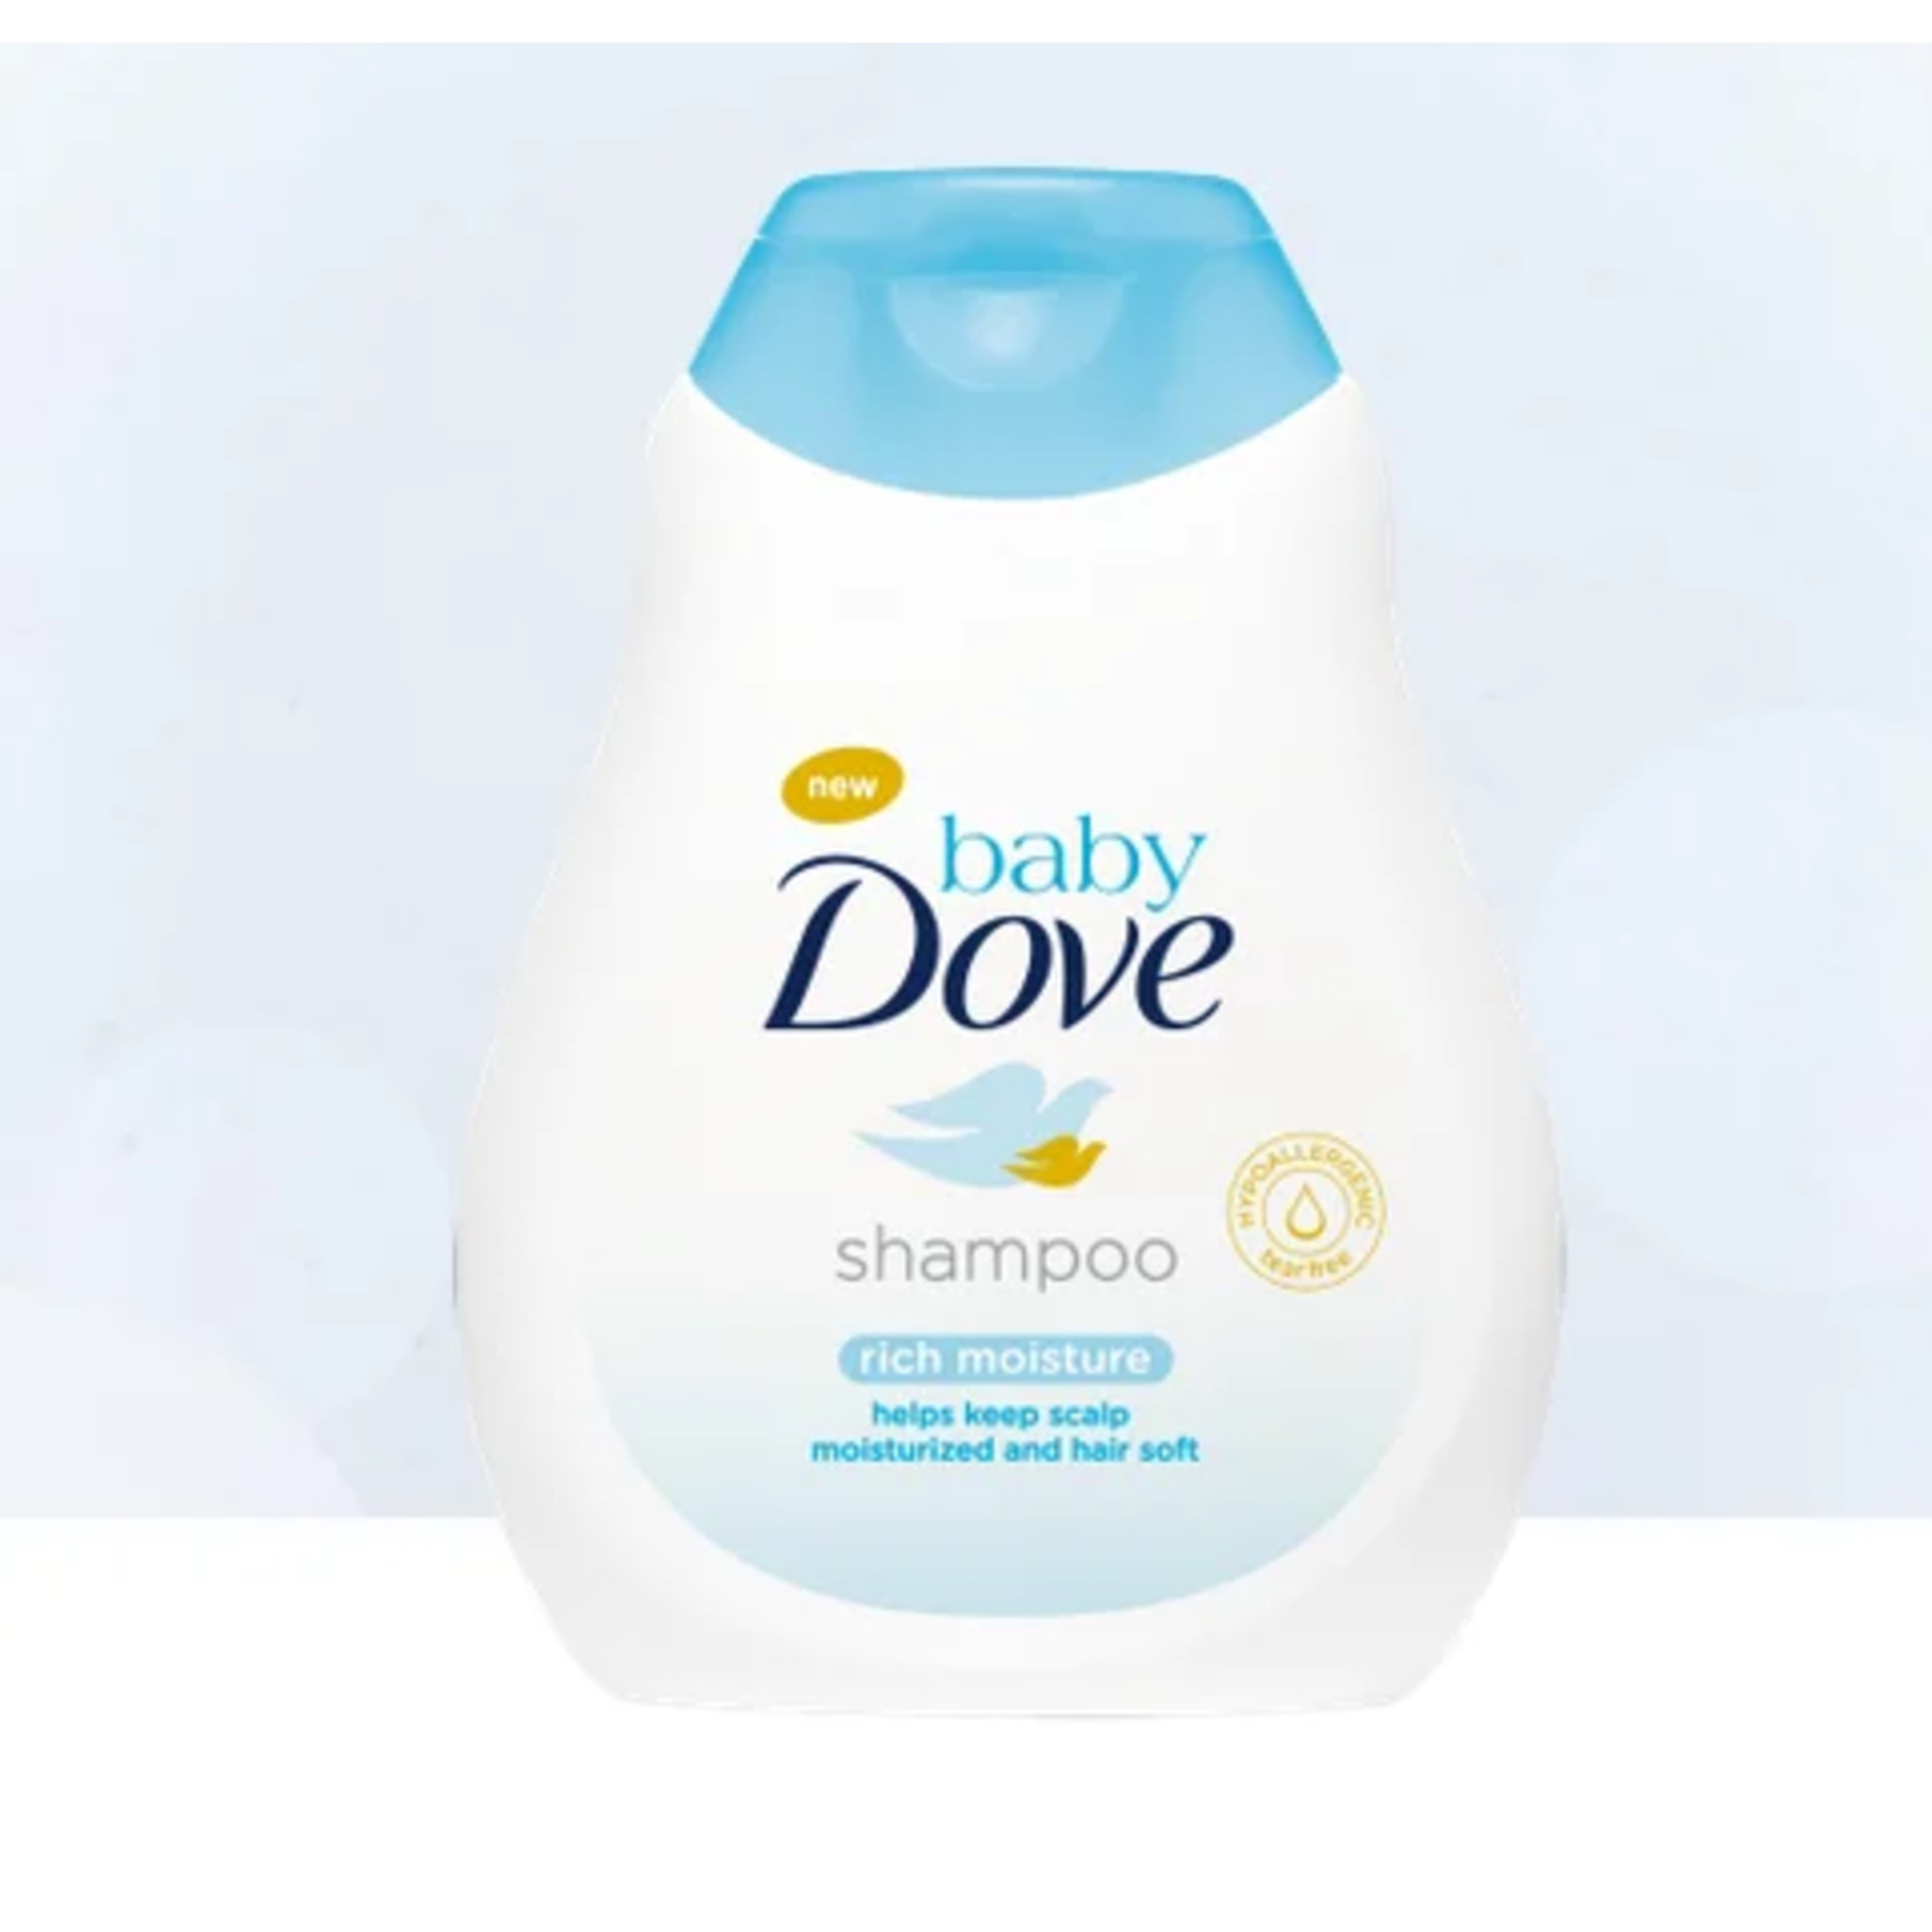 new
baby
Dove
HYPOALLERGENIC
tear free
shampoo
rich moisture
helps keep scalp
moisturized and hair soft